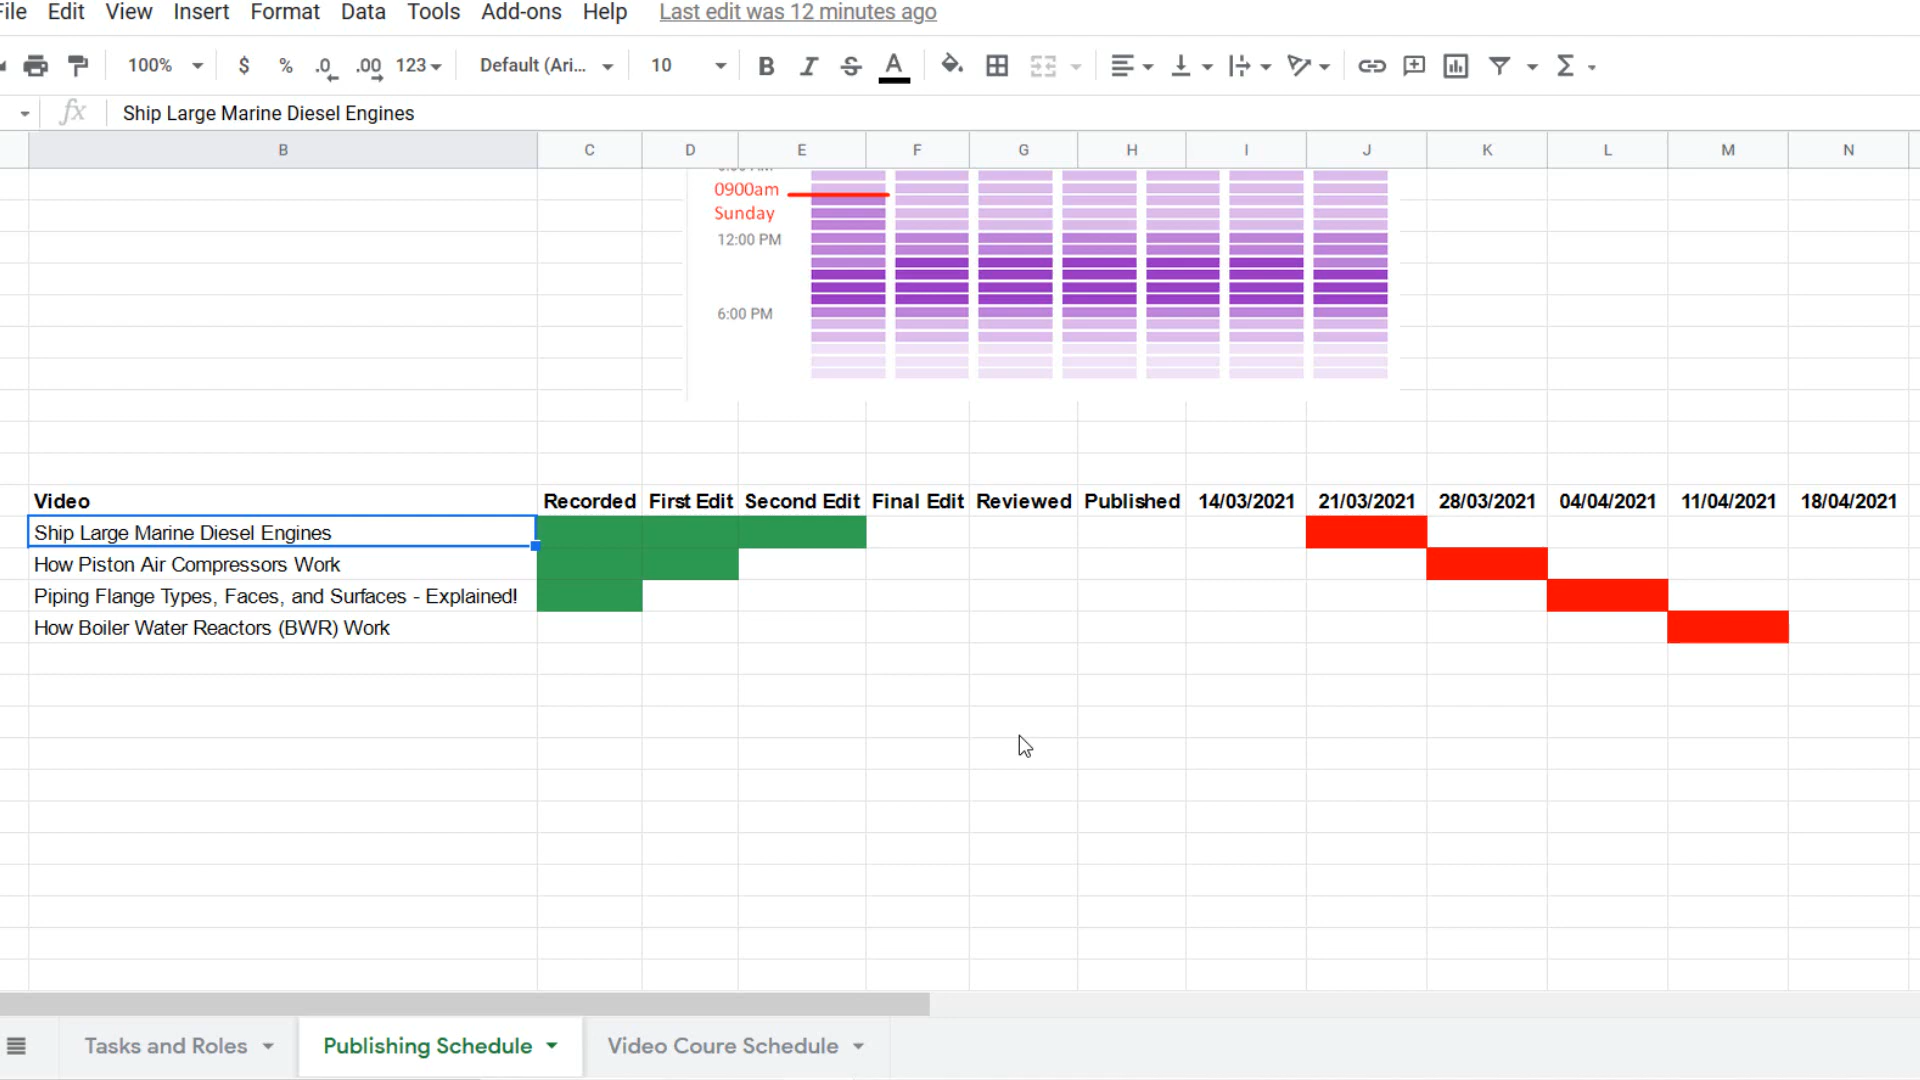 File Edit View Insert Format Data Tools Add-ons Help Last edit was 12 minutes ago
100% $ % .0 .00 123 Default (Ari... 10 B I S A
fx Ship Large Marine Diesel Engines
B C D E F G H I J K L M N
0900am
Sunday
12:00 PM
6:00 PM
Video Recorded First Edit Second Edit Final Edit Reviewed Published 14/03/2021 21/03/2021 28/03/2021 04/04/2021 11/04/2021 18/04/2021
Ship Large Marine Diesel Engines
How Piston Air Compressors Work
Piping Flange Types, Faces, and Surfaces - Explained!
How Boiler Water Reactors (BWR) Work
Tasks and Roles Publishing Schedule Video Coure Schedule